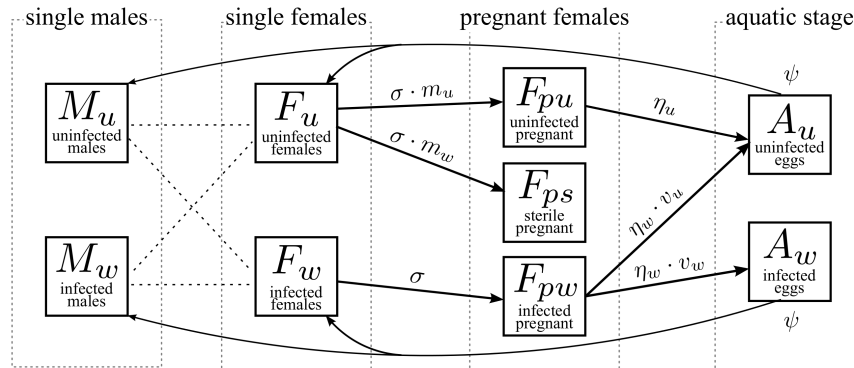 single males single females pregnant females aquatic stage
ψ
M_u
uninfected
males
F_u
uninfected
females
σ · m_u
σ · m_w
F_pu
uninfected
pregnant
η_u
A_u
uninfected
eggs
F_ps
sterile
pregnant
η_w · v_u
M_w
infected
males
F_w
infected
females
σ
F_pw
infected
pregnant
η_w · v_w
A_w
infected
eggs
ψ